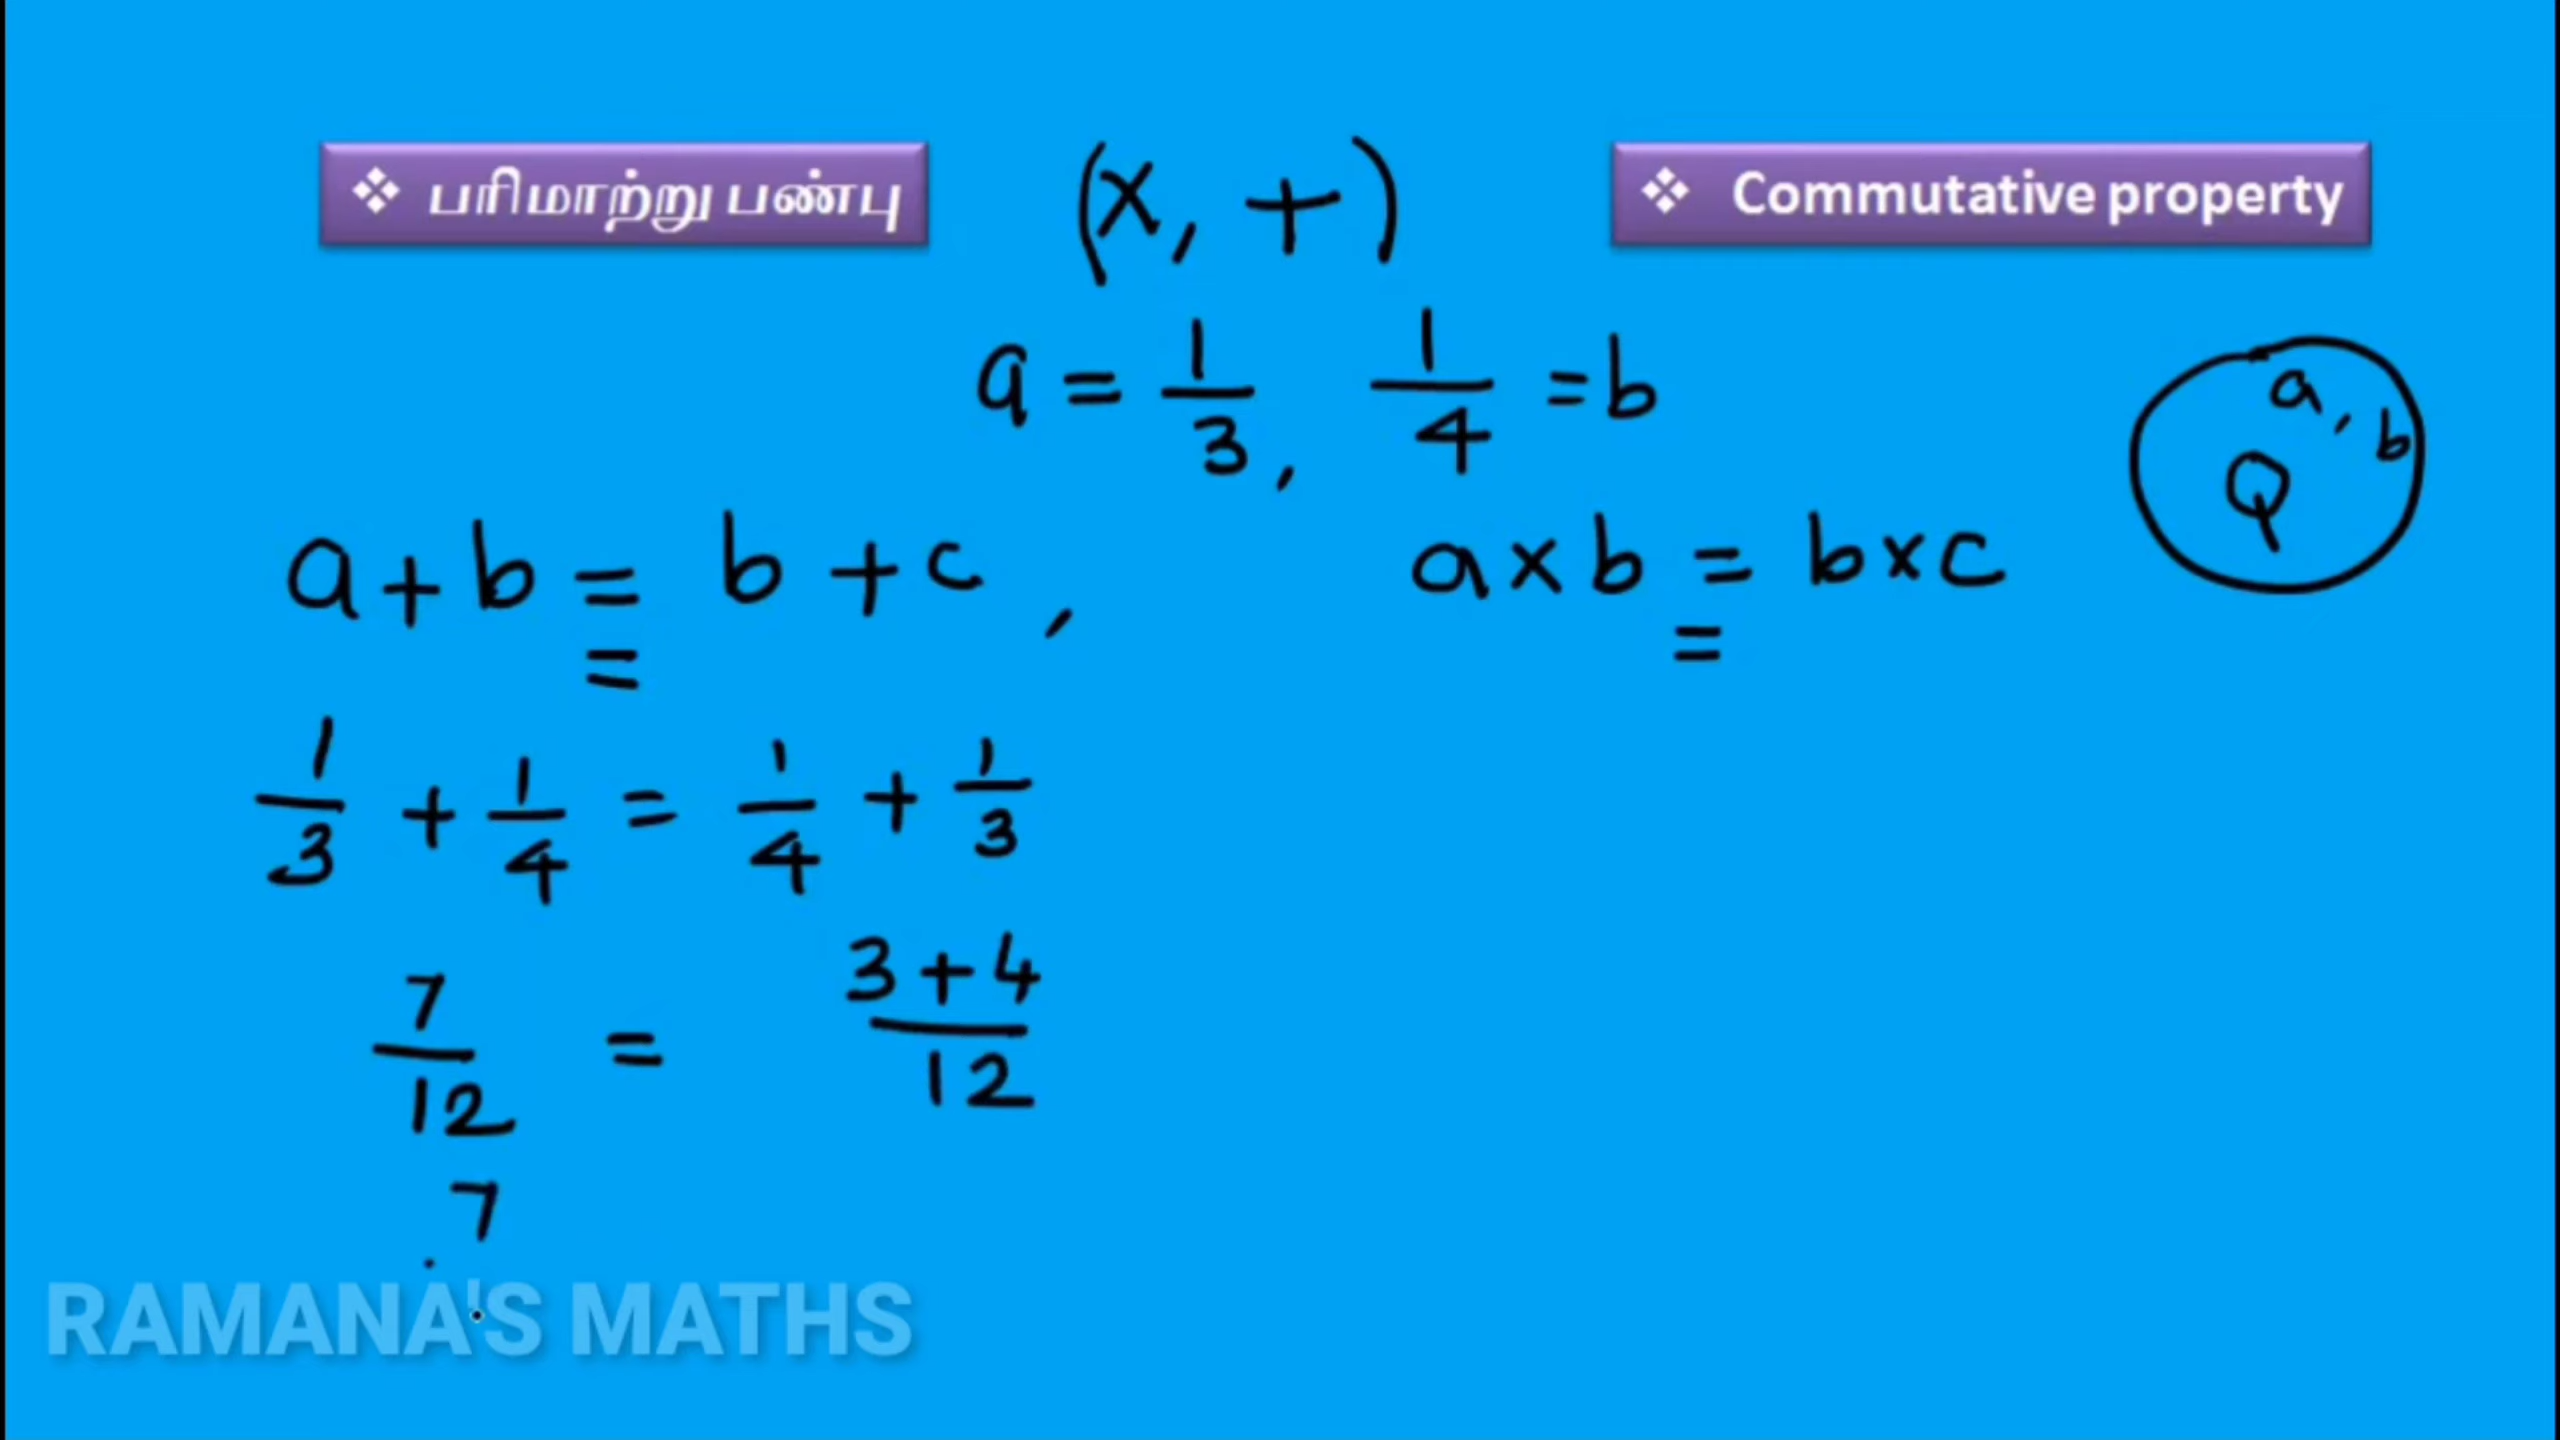 ❖ பரிமாற்று பண்பு (x, +) ❖ Commutative property
a = 1/3, 1/4 = b
a, b
Q
a + b = b + c, a × b = b × c
= =
1/3 + 1/4 = 1/4 + 1/3
7/12 = 3+4/12
7
RAMANA'S MATHS